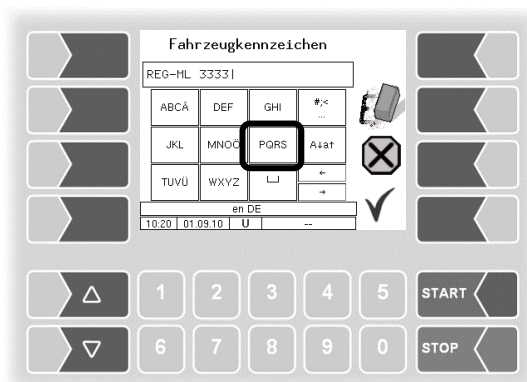 Fahrzeugkennzeichen
REG-ML 3333|
ABCÄ DEF GHI #;<
...
JKL MNOÖ PQRS A↓a↑
TUVÜ WXYZ ⌴ ←
→
en DE
10:20 01.09.10 U --
1 2 3 4 5 START
6 7 8 9 0 STOP